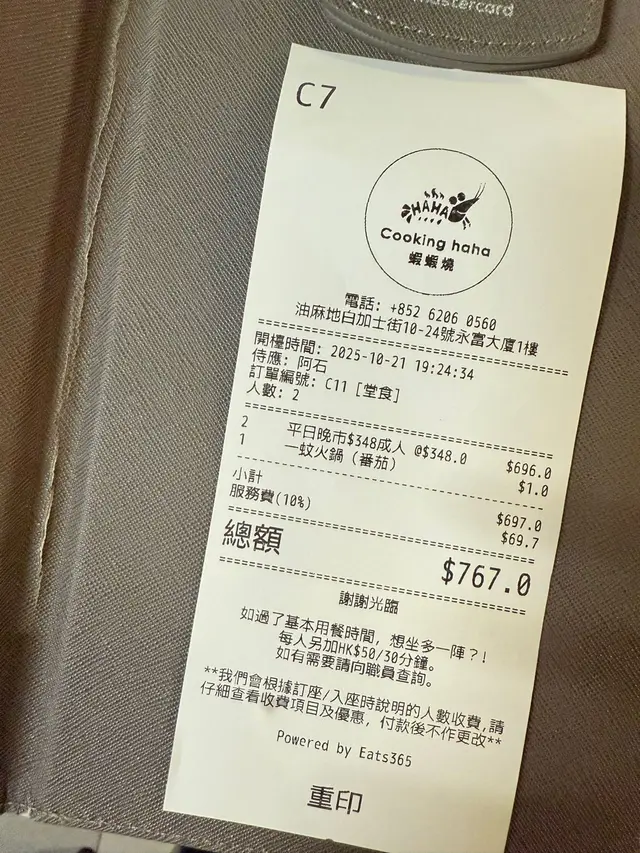 mastercard
C7
HAHA
Cooking haha
蝦蝦燒
電話: +852 6206 0560
油麻地白加士街10-24號永富大廈1樓
開檯時間: 2025-10-21 19:24:34
侍應: 阿石
訂單編號: C11 [堂食]
人數: 2
2 平日晚市$348成人 @$348.0 $696.0
1 一蚊火鍋 (番茄) $1.0
小計 $697.0
服務費(10%) $69.7
總額 $767.0
謝謝光臨
如過了基本用餐時間, 想坐多一陣?!
每人另加HK$50/30分鐘。
如有需要請向職員查詢。
**我們會根據訂座/入座時說明的人數收費,請
仔細查看收費項目及優惠, 付款後不作更改**
Powered by Eats365
重印